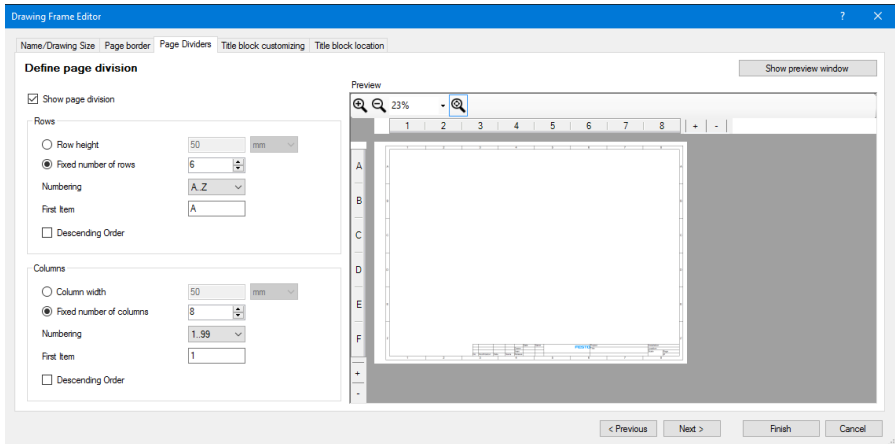 Drawing Frame Editor ? ×
Name/Drawing Size Page border Page Dividers Title block customizing Title block location
Define page division
Show preview window
Show page division
Rows
Row height 50 mm
Fixed number of rows 6
Numbering A..Z
First Item A
Descending Order
Columns
Column width 50 mm
Fixed number of columns 8
Numbering 1..99
First Item 1
Descending Order
Preview
23%
1 2 3 4 5 6 7 8 + -
A
B
C
D
E
F
+
-
FESTO
< Previous Next > Finish Cancel